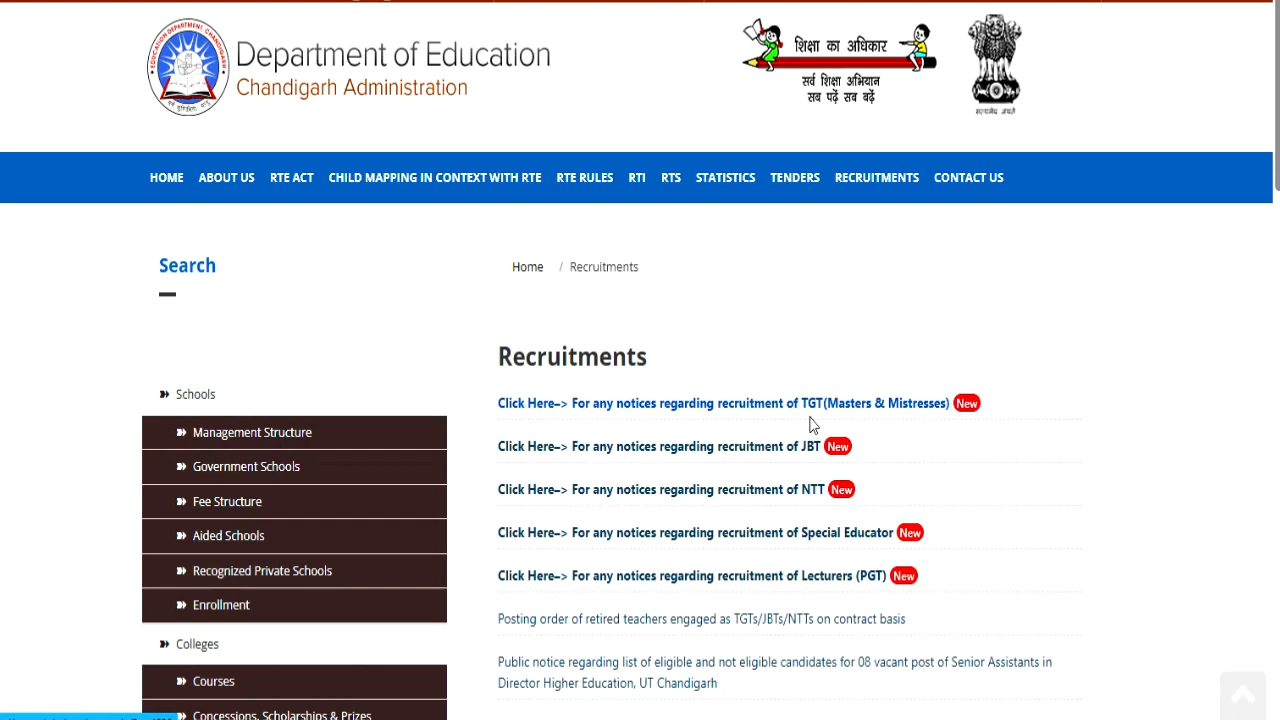 Department of Education
Chandigarh Administration
शिक्षा का अधिकार
सर्व शिक्षा अभियान
सब पढ़ें सब बढ़ें
HOME ABOUT US RTE ACT CHILD MAPPING IN CONTEXT WITH RTE RTE RULES RTI RTS STATISTICS TENDERS RECRUITMENTS CONTACT US
Search
Home / Recruitments
Recruitments
Schools
Management Structure
Government Schools
Fee Structure
Aided Schools
Recognized Private Schools
Enrollment
Colleges
Courses
Concessions, Scholarships & Prizes
Click Here–> For any notices regarding recruitment of TGT(Masters & Mistresses) New
Click Here–> For any notices regarding recruitment of JBT New
Click Here–> For any notices regarding recruitment of NTT New
Click Here–> For any notices regarding recruitment of Special Educator New
Click Here–> For any notices regarding recruitment of Lecturers (PGT) New
Posting order of retired teachers engaged as TGTs/JBTs/NTTs on contract basis
Public notice regarding list of eligible and not eligible candidates for 08 vacant post of Senior Assistants in
Director Higher Education, UT Chandigarh